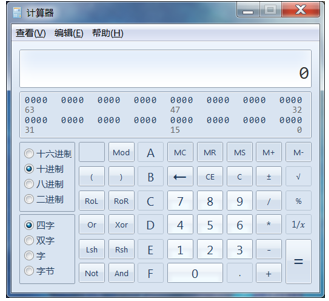 计算器
查看(V) 编辑(E) 帮助(H)
0
0000 0000 0000 0000 0000 0000 0000 0000
63 47 32
0000 0000 0000 0000 0000 0000 0000 0000
31 15 0
十六进制 Mod A MC MR MS M+ M-
十进制 ( ) B ← CE C ± √
八进制 RoL RoR C 7 8 9 / %
二进制
四字 Or Xor D 4 5 6 * 1/x
双字 Lsh Rsh E 1 2 3 - =
字
字节 Not And F 0 . +